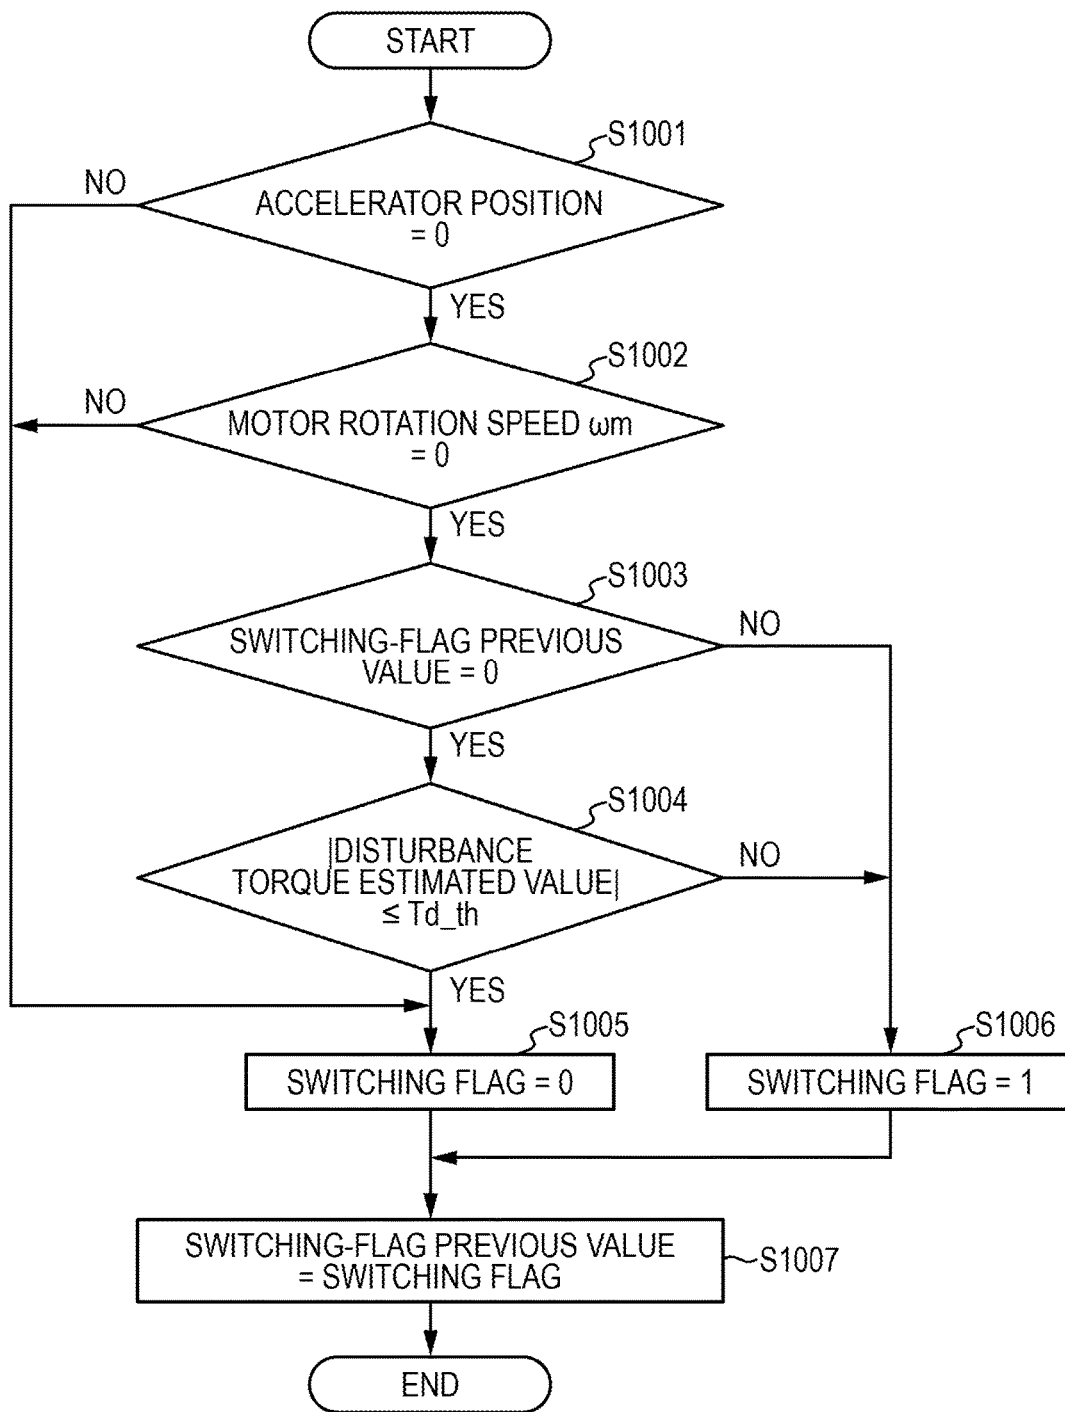 START
S1001
NO
ACCELERATOR POSITION
= 0
YES
S1002
NO
MOTOR ROTATION SPEED ωm
= 0
YES
S1003
NO
SWITCHING-FLAG PREVIOUS
VALUE = 0
YES
S1004
NO
|DISTURBANCE
TORQUE ESTIMATED VALUE|
≤ Td_th
YES
S1005
S1006
SWITCHING FLAG = 0
SWITCHING FLAG = 1
SWITCHING-FLAG PREVIOUS VALUE
= SWITCHING FLAG
S1007
END